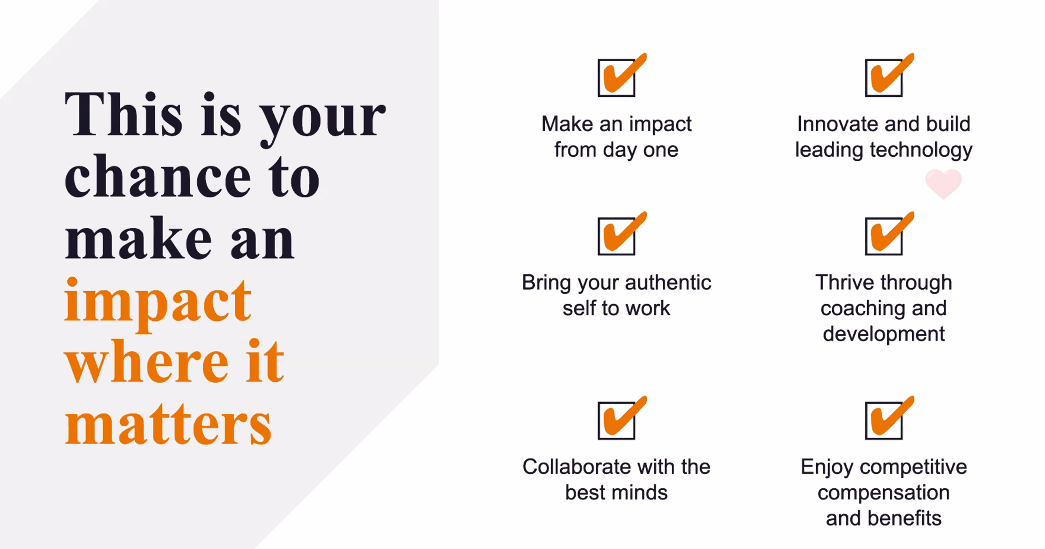 This is your
chance to
make an
impact
where it
matters
Make an impact
from day one
Innovate and build
leading technology
Bring your authentic
self to work
Thrive through
coaching and
development
Collaborate with the
best minds
Enjoy competitive
compensation
and benefits